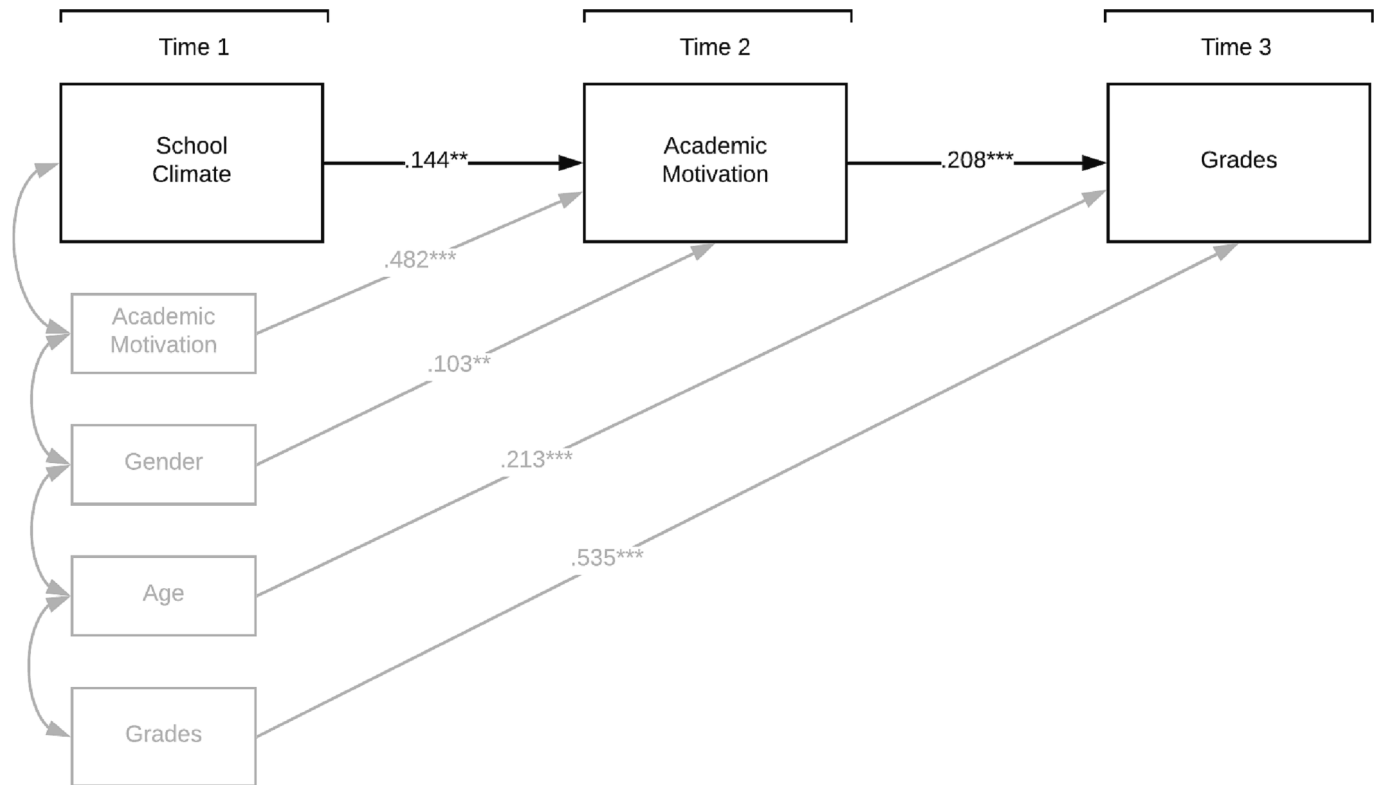 Time 1
Time 2
Time 3
School
Climate
.144**
Academic
Motivation
.208***
Grades
.482***
Academic
Motivation
.103**
Gender
.213***
Age
.535***
Grades